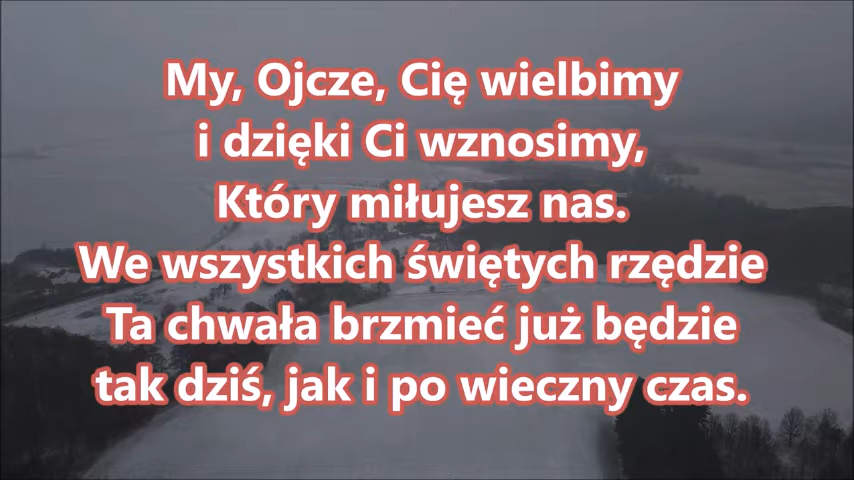 My, Ojcze, Cię wielbimy
i dzięki Ci wznosimy,
Który miłujesz nas.
We wszystkich świętych rzędzie
Ta chwała brzmieć już będzie
tak dziś, jak i po wieczny czas.